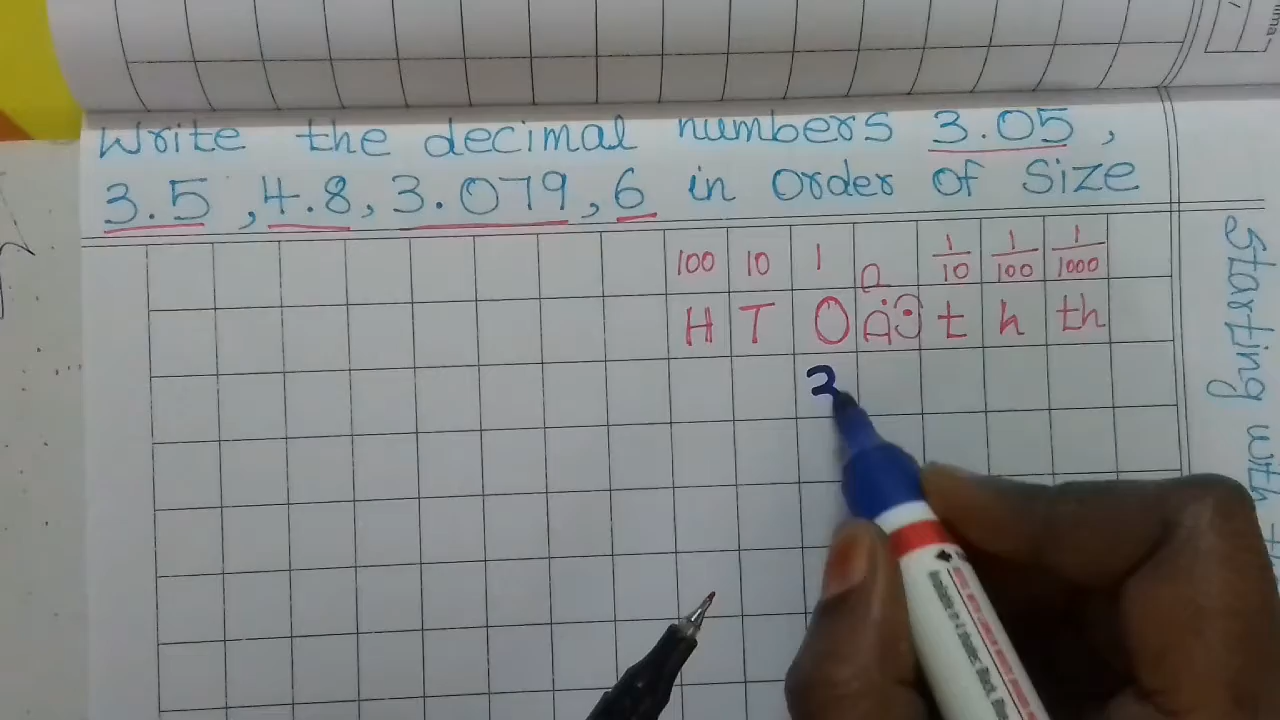 Write the decimal numbers 3.05,
3.5, 4.8, 3.079, 6 in order of Size
100 10 1 1/10 1/100 1/1000
H T O t h th
3
Starting with